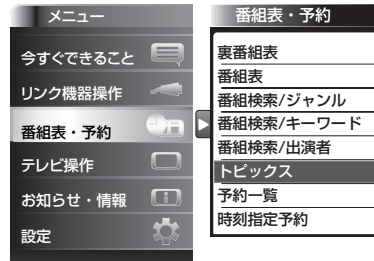 メニュー
今すぐできること
リンク機器操作
番組表・予約
テレビ操作
お知らせ・情報
設定
番組表・予約
裏番組表
番組表
番組検索/ジャンル
番組検索/キーワード
番組検索/出演者
トピックス
予約一覧
時刻指定予約